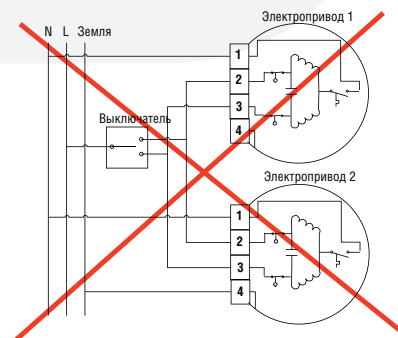 Электропривод 1
N L Земля
1
2
3
4
Выключатель
Электропривод 2
1
2
3
4